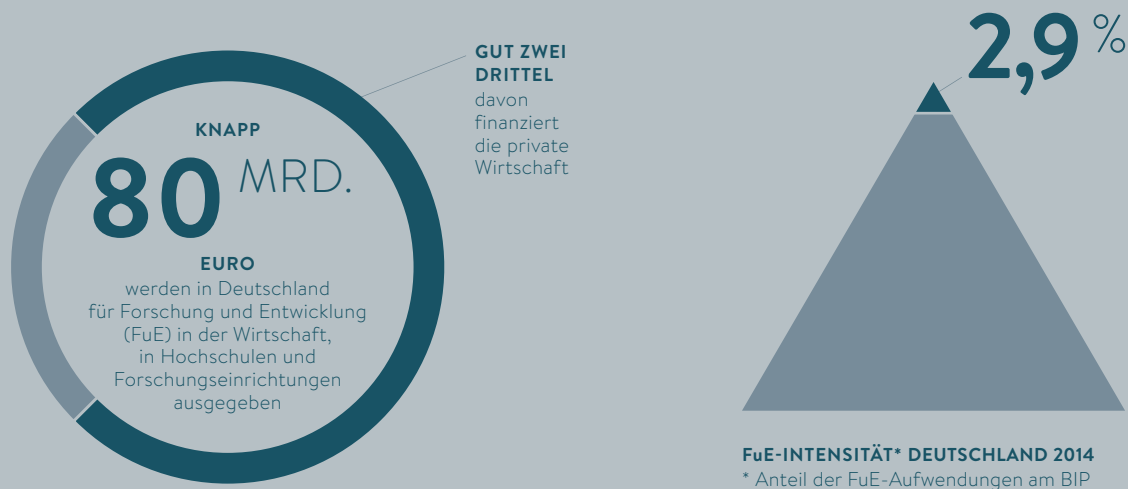 KNAPP
80 MRD.
EURO
werden in Deutschland
für Forschung und Entwicklung
(FuE) in der Wirtschaft,
in Hochschulen und
Forschungseinrichtungen
ausgegeben
GUT ZWEI
DRITTEL
davon
finanziert
die private
Wirtschaft
2,9 %
FuE-INTENSITÄT* DEUTSCHLAND 2014
* Anteil der FuE-Aufwendungen am BIP